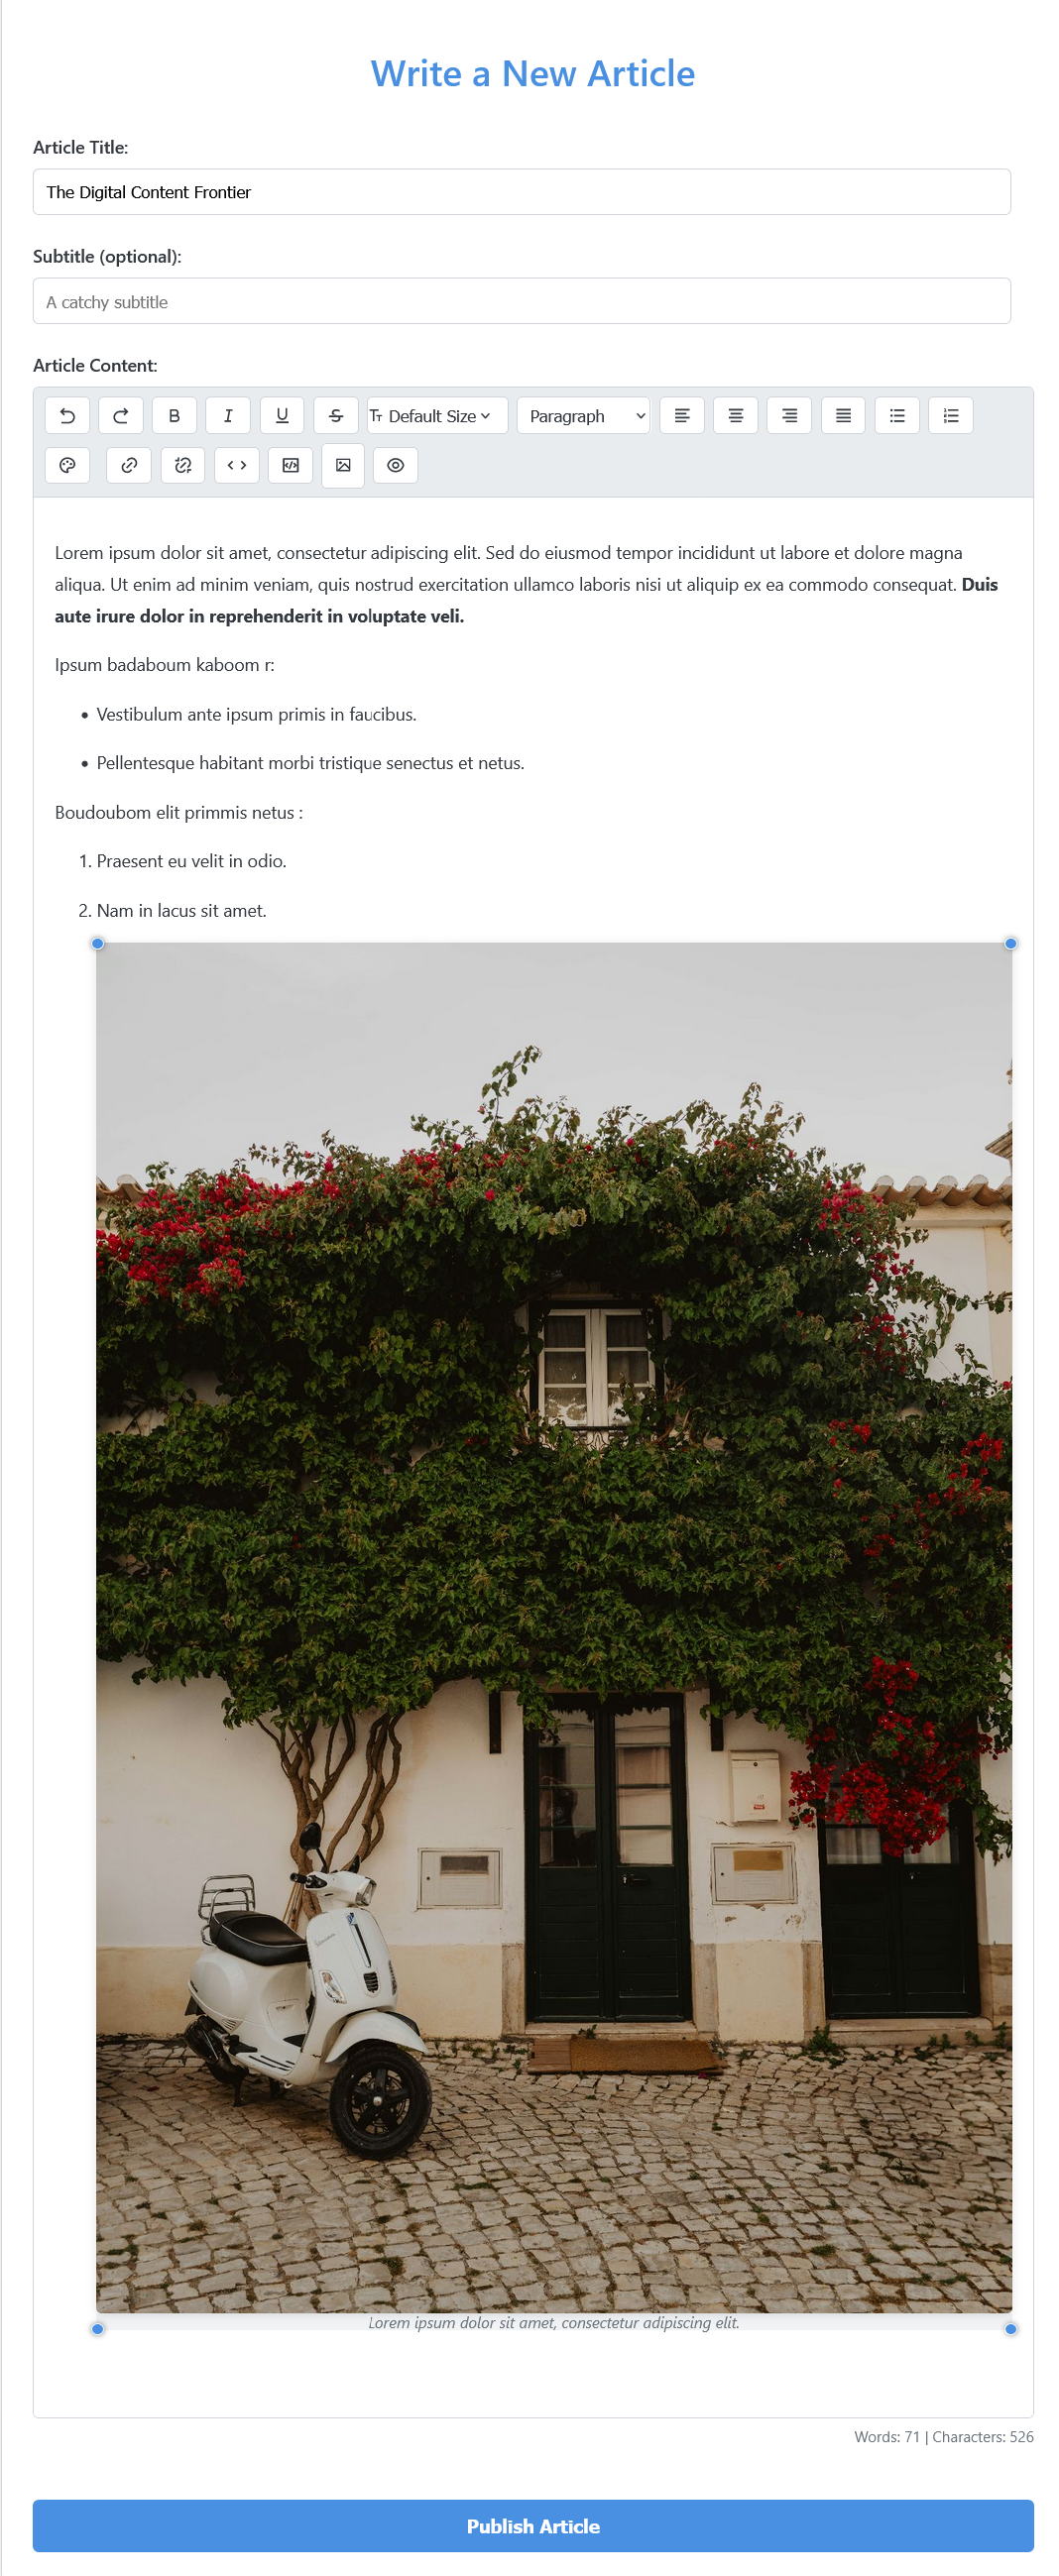 Write a New Article
Article Title:
The Digital Content Frontier
Subtitle (optional):
A catchy subtitle
Article Content:
Default Size
Paragraph
Lorem ipsum dolor sit amet, consectetur adipiscing elit. Sed do eiusmod tempor incididunt ut labore et dolore magna
aliqua. Ut enim ad minim veniam, quis nostrud exercitation ullamco laboris nisi ut aliquip ex ea commodo consequat. Duis
aute irure dolor in reprehenderit in voluptate veli.
Ipsum badaboum kaboom r:
• Vestibulum ante ipsum primis in faucibus.
• Pellentesque habitant morbi tristique senectus et netus.
Boudoubom elit primmis netus :
1. Praesent eu velit in odio.
2. Nam in lacus sit amet.
Lorem ipsum dolor sit amet, consectetur adipiscing elit.
Words: 71 | Characters: 526
Publish Article